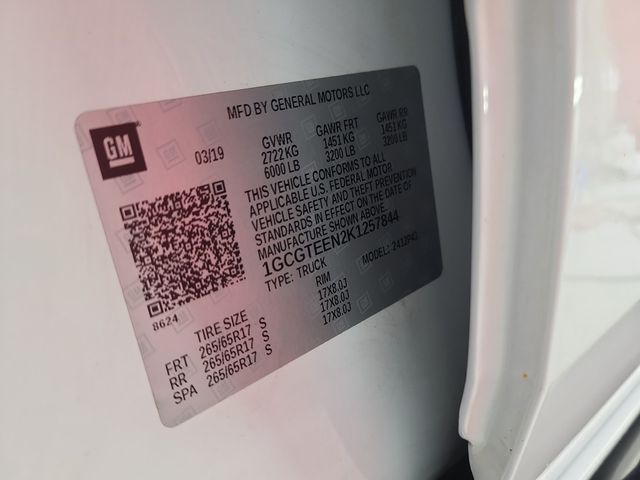 MFD BY GENERAL MOTORS LLC
GM
03/19
GVWR GAWR FRT GAWR RR
2722 KG 1451 KG 1451 KG
6000 LB 3200 LB 3200 LB
THIS VEHICLE CONFORMS TO ALL
APPLICABLE U.S. FEDERAL MOTOR
VEHICLE SAFETY AND THEFT PREVENTION
STANDARDS IN EFFECT ON THE DATE OF
MANUFACTURE SHOWN ABOVE.
1GCGTEEN2K1257844
TYPE: TRUCK MODEL:
8624
TIRE SIZE RIM
FRT 265/65R17 S 17X8.0J
RR 265/65R17 S 17X8.0J
SPA 265/65R17 S 17X8.0J